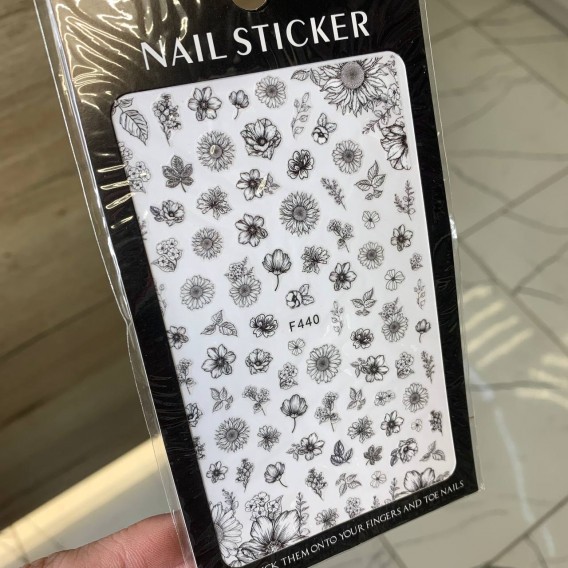 NAIL STICKER
F440
THEM ONTO YOUR FINGERS AND TOE NAILS